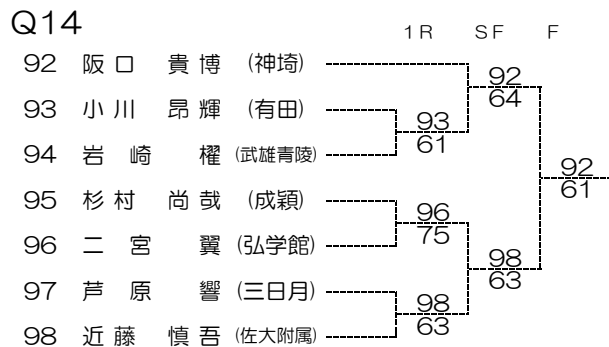 Q14
1R SF F
92 阪口 貴博 (神埼)
92
64
93 小川 昂輝 (有田)
93
61
94 岩崎 櫂 (武雄青陵)
92
61
95 杉村 尚哉 (成穎)
96
75
96 二宮 翼 (弘学館)
98
63
97 芦原 響 (三日月)
98
63
98 近藤 慎吾 (佐大附属)